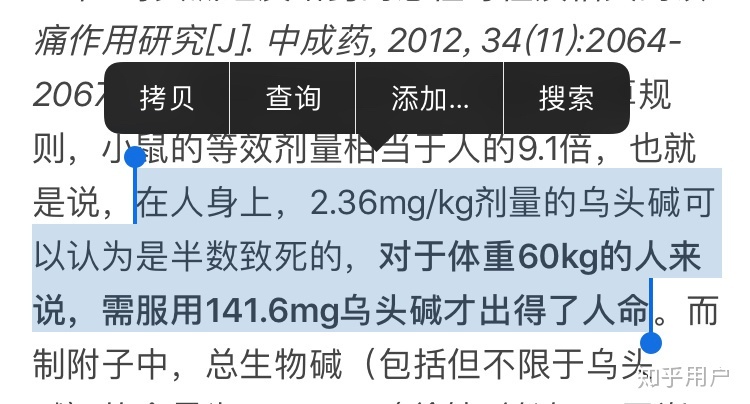 痛作用研究[J]. 中成药, 2012, 34(11):2064-
206
拷贝 查询 添加... 搜索
规
则，小鼠的等效剂量相当于人的9.1倍，也就
是说，在人身上，2.36mg/kg剂量的乌头碱可
以认为是半数致死的，对于体重60kg的人来
说，需服用141.6mg乌头碱才出得了人命。而
制附子中，总生物碱（包括但不限于乌头
知乎用户